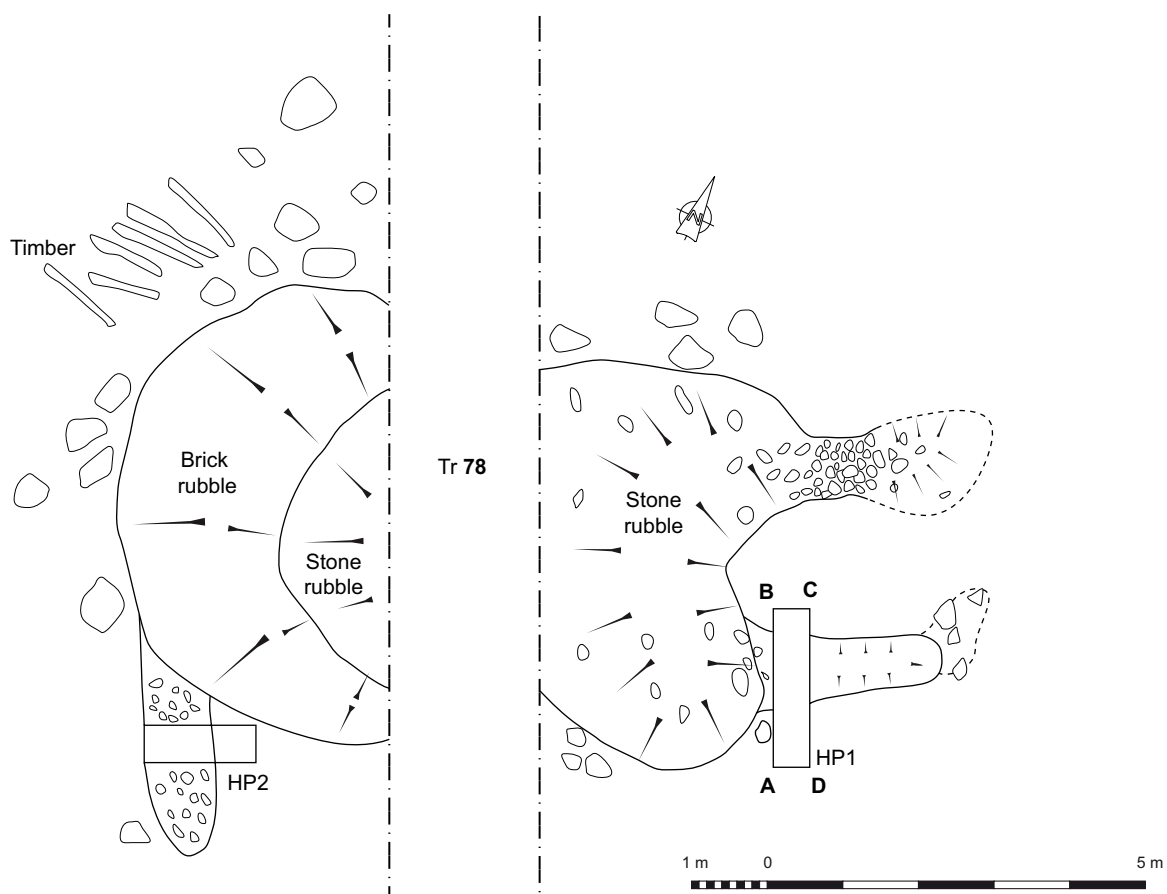 Timber
Brick
rubble
Stone
rubble
Tr 78
N
Stone
rubble
B C
HP1
A D
HP2
1 m 0 5 m